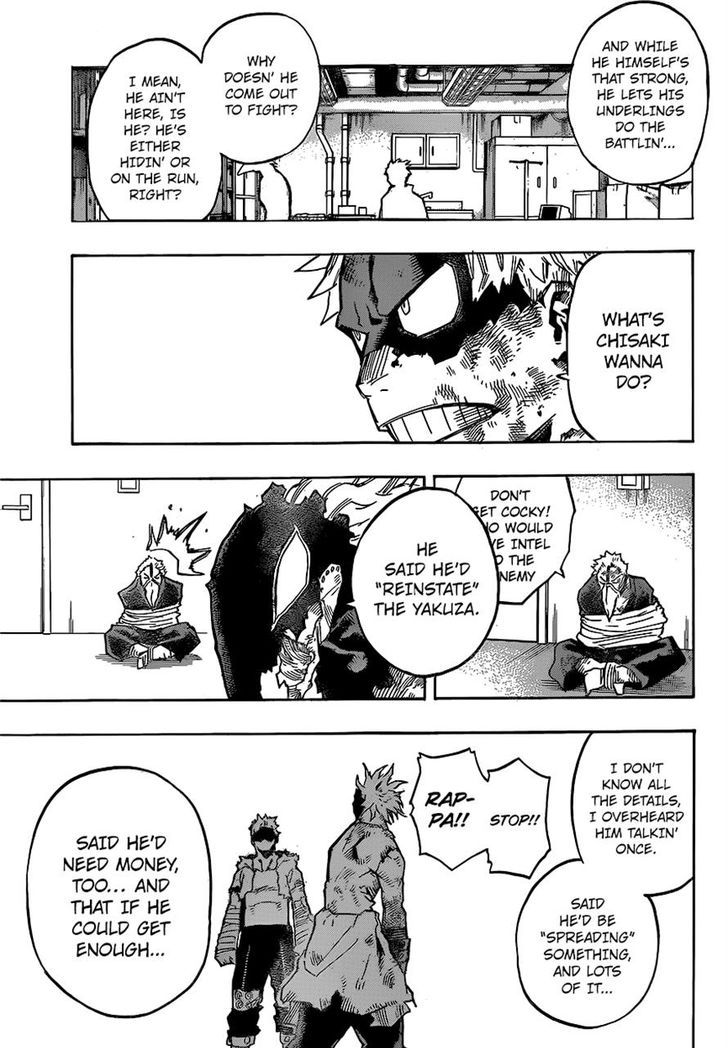 AND WHILE
HE HIMSELF'S
THAT STRONG,
HE LETS HIS
UNDERLINGS
DO THE
BATTLIN'...
WHY
DOESN' HE
COME OUT
TO FIGHT?
I MEAN,
HE AIN'T
HERE, IS
HE? HE'S
EITHER
HIDIN' OR
ON THE RUN,
RIGHT?
WHAT'S
CHISAKI
WANNA
DO?
DON'T
GET COCKY!
WOULD
INTEL
HE
SAID HE'D
"REINSTATE"
THE YAKUZA.
I DON'T
KNOW ALL
THE DETAILS,
I OVERHEARD
HIM TALKIN'
ONCE.
SAID
HE'D BE
"SPREADING"
SOMETHING,
AND LOTS
OF IT...
RAP-
PA!!
STOP!!
SAID HE'D
NEED MONEY,
TOO... AND
THAT IF HE
COULD GET
ENOUGH...